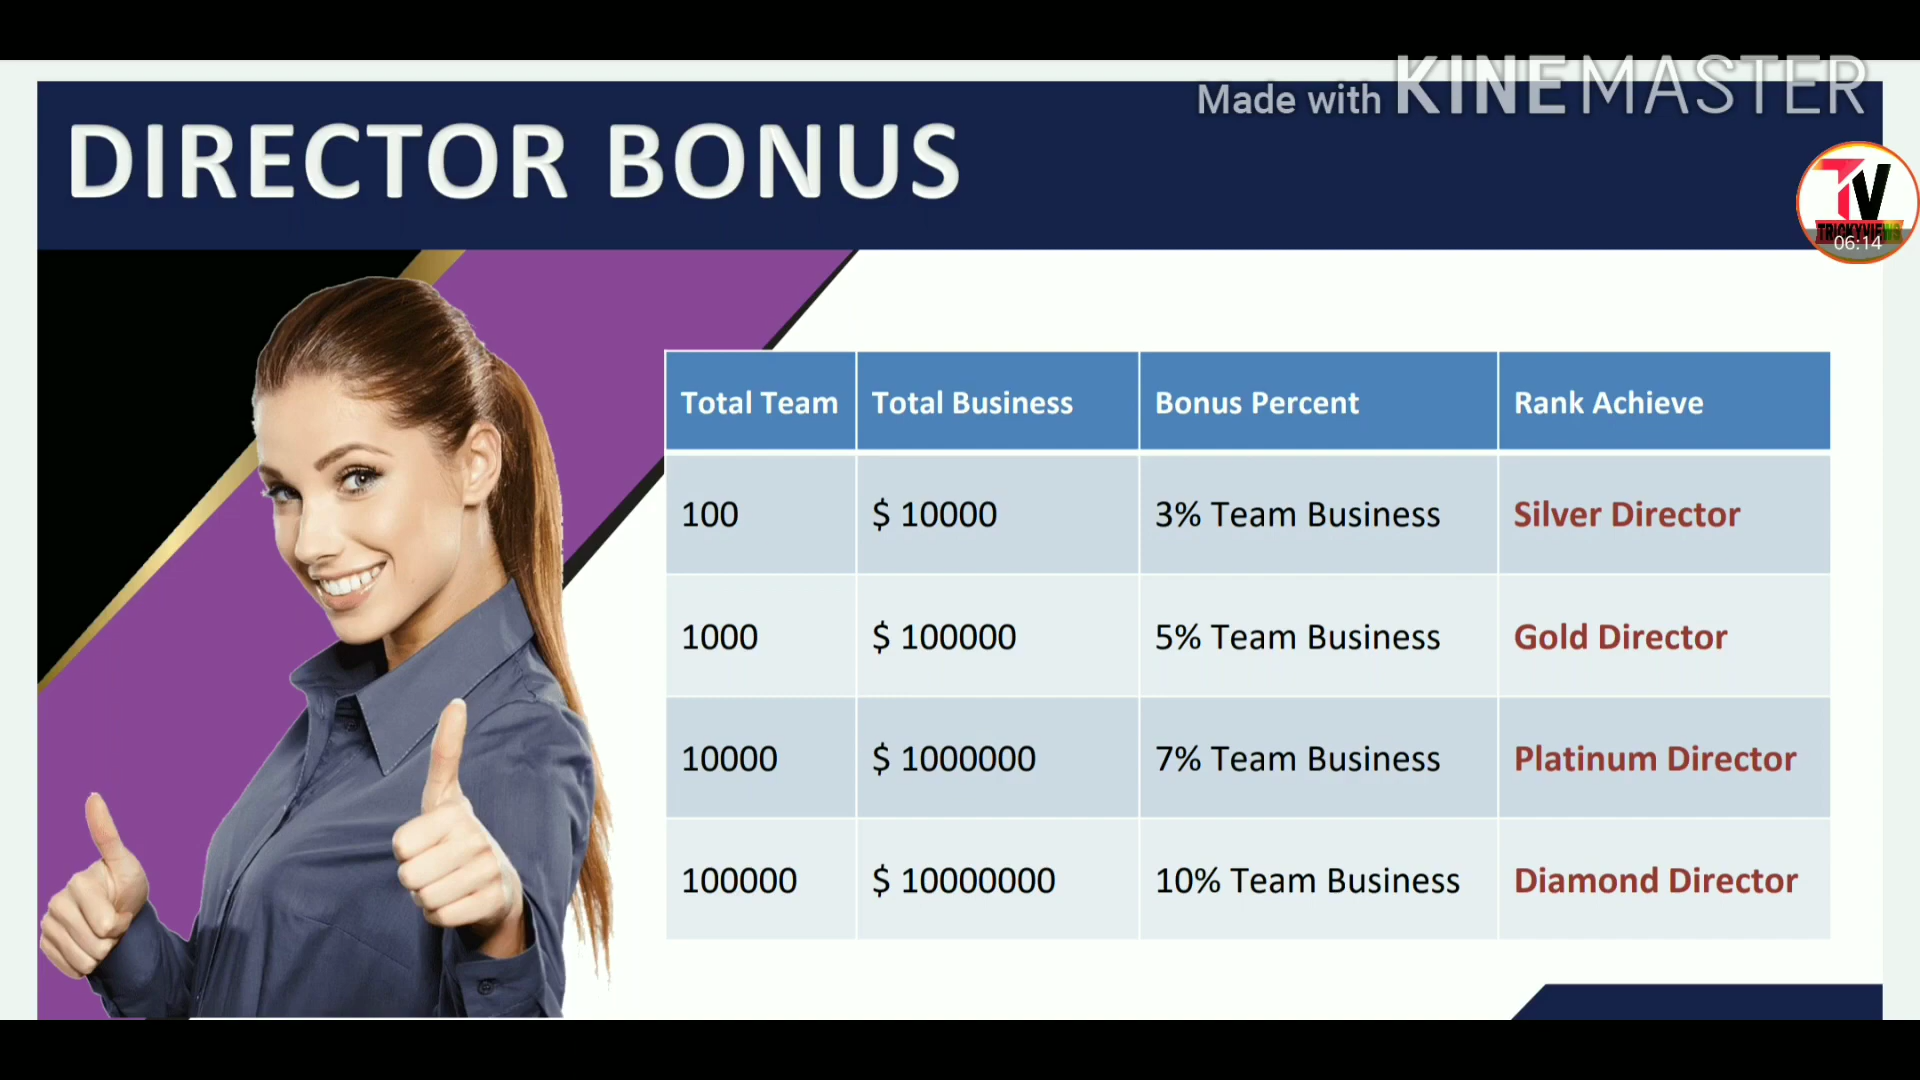 Made with KINEMASTER
DIRECTOR BONUS
TV
TRICKYVIEWS
06:14
Total Team Total Business Bonus Percent Rank Achieve
100 $ 10000 3% Team Business Silver Director
1000 $ 100000 5% Team Business Gold Director
10000 $ 1000000 7% Team Business Platinum Director
100000 $ 10000000 10% Team Business Diamond Director